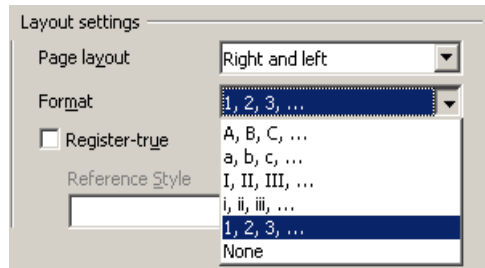 Layout settings
Page layout Right and left
Format 1, 2, 3, ...
Register-true A, B, C, ...
a, b, c, ...
Reference Style I, II, III, ...
i, ii, iii, ...
1, 2, 3, ...
None